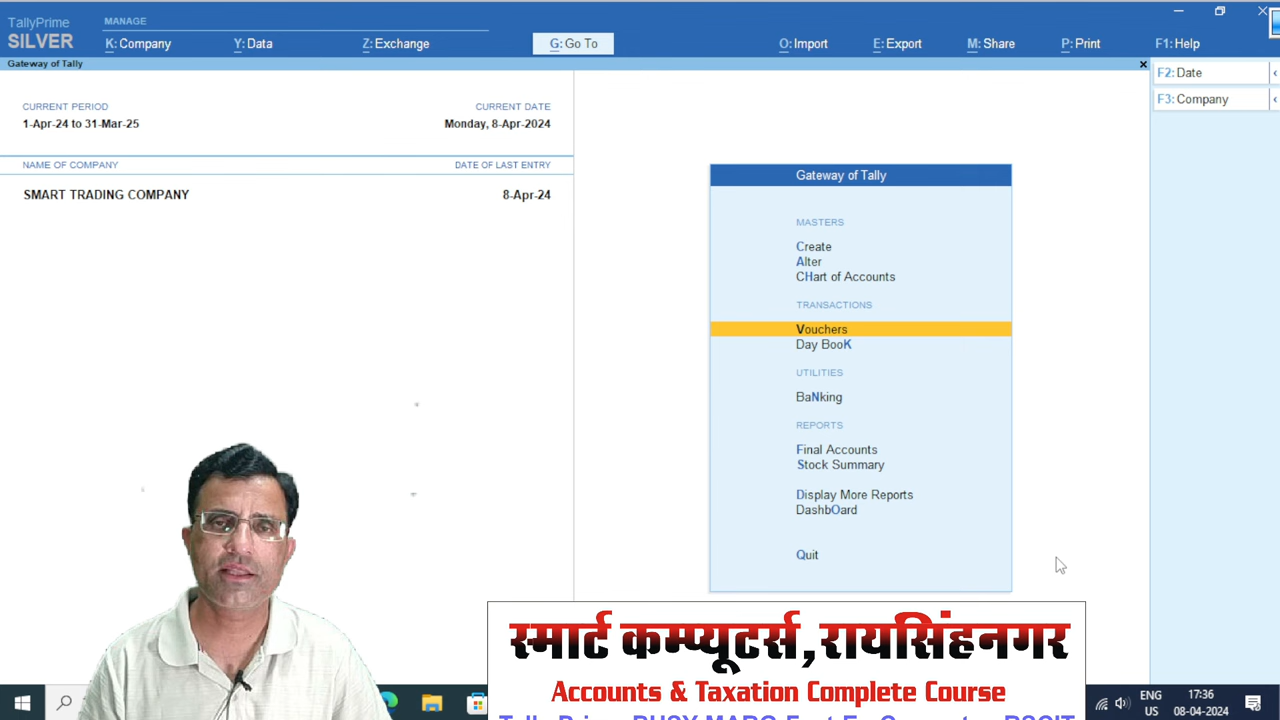 TallyPrime
SILVER
MANAGE
K: Company
Y: Data
Z: Exchange
G: Go To
O: Import
E: Export
M: Share
P: Print
F1: Help
Gateway of Tally
F2: Date
F3: Company
CURRENT PERIOD
CURRENT DATE
1-Apr-24 to 31-Mar-25
Monday, 8-Apr-2024
NAME OF COMPANY
DATE OF LAST ENTRY
SMART TRADING COMPANY
8-Apr-24
Gateway of Tally
MASTERS
Create
Alter
CHart of Accounts
TRANSACTIONS
Vouchers
Day BooK
UTILITIES
BaNking
REPORTS
Final Accounts
Stock Summary
Display More Reports
DashbOard
Quit
स्मार्ट कम्प्यूटर्स,रायसिंहनगर
Accounts & Taxation Complete Course
ENG
US
17:36
08-04-2024